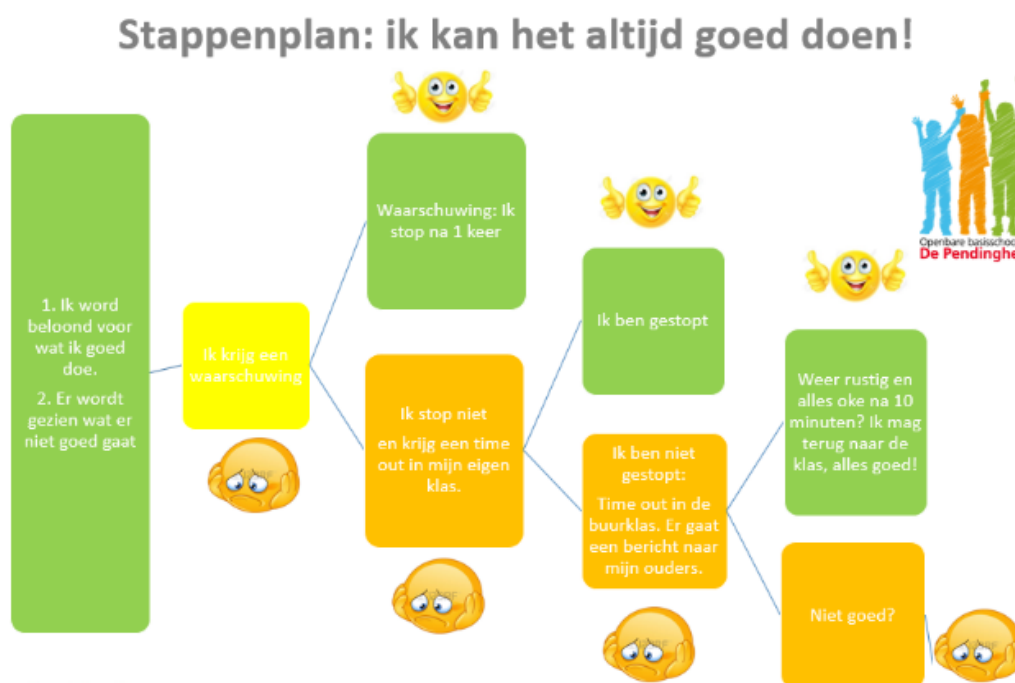 Stappenplan: ik kan het altijd goed doen!
1. Ik word
beloond voor
wat ik goed
doe.
2. Er wordt
gezien wat er
niet goed gaat
Ik krijg een
waarschuwing
Waarschuwing: Ik
stop na 1 keer
Ik stop niet
en krijg een time
out in mijn eigen
klas.
Ik ben gestopt
Ik ben niet
gestopt:
Time out in de
buurklas. Er gaat
een bericht naar
mijn ouders.
Weer rustig en
alles oke na 10
minuten? Ik mag
terug naar de
klas, alles goed!
Niet goed?
Openbare basisschoo
De Pendinghe